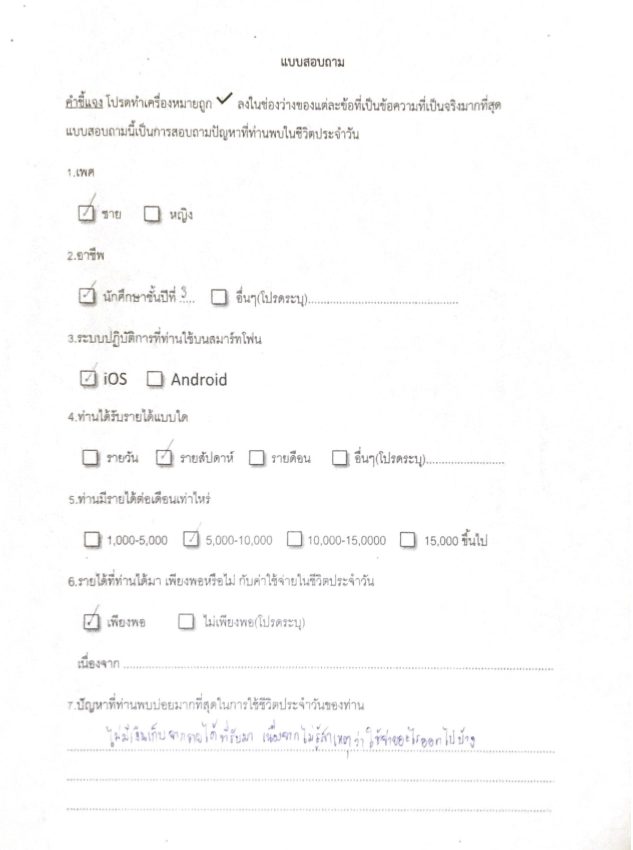 แบบสอบถาม
คำชี้แจง โปรดทำเครื่องหมายถูก ✓ ลงในช่องว่างของแต่ละข้อที่เป็นข้อความที่เป็นจริงมากที่สุด
แบบสอบถามนี้เป็นการสอบถามปัญหาที่ท่านพบในชีวิตประจำวัน
1.เพศ
☑ ชาย ☐ หญิง
2.อาชีพ
☑ นักศึกษาชั้นปีที่ 3... ☐ อื่นๆ(โปรดระบุ)......................................
3.ระบบปฏิบัติการที่ท่านใช้บนสมาร์ทโฟน
☑ iOS ☐ Android
4.ท่านได้รับรายได้แบบใด
☐ รายวัน ☑ รายสัปดาห์ ☐ รายเดือน ☐ อื่นๆ(โปรดระบุ)....................
5.ท่านมีรายได้ต่อเดือนเท่าไหร่
☐ 1,000-5,000 ☑ 5,000-10,000 ☐ 10,000-15,0000 ☐ 15,000 ขึ้นไป
6.รายได้ที่ท่านได้มา เพียงพอหรือไม่ กับค่าใช้จ่ายในชีวิตประจำวัน
☑ เพียงพอ ☐ ไม่เพียงพอ(โปรดระบุ)
เนื่องจาก ....................................................................................
7.ปัญหาที่ท่านพบบ่อยมากที่สุดในการใช้ชีวิตประจำวันของท่าน
ไม่มีเงินเก็บจากรายได้ที่รับมา เนื่องจากไม่รู้สาเหตุว่าใช้จ่ายอะไรออกไปบ้าง